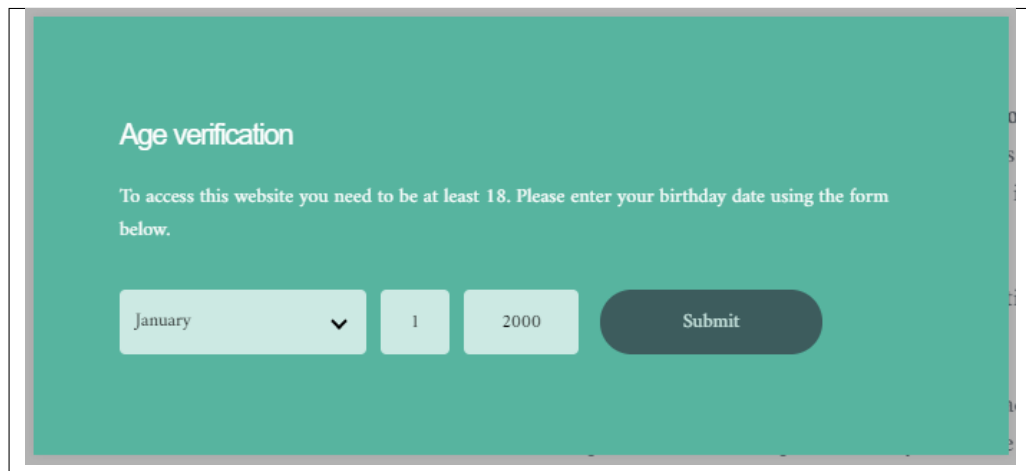 Age verification
To access this website you need to be at least 18. Please enter your birthday date using the form
below.
January 1 2000 Submit